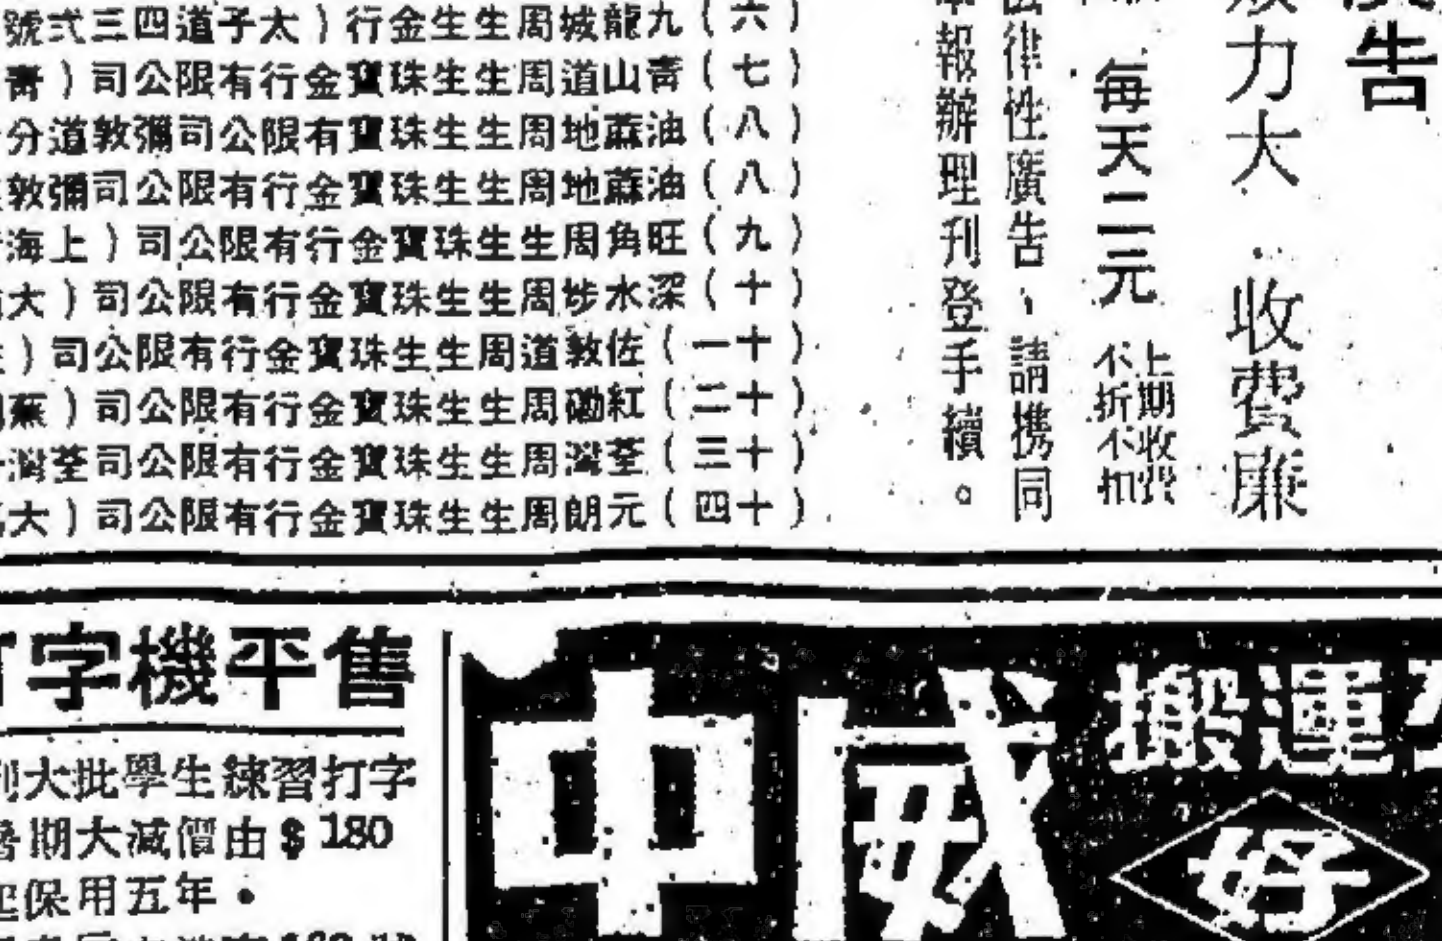 告
效力大 收費廉
每天二元 上期收費
不折不扣
法律性廣告、請携同
本報辦理刊登手續。
(六)九龍城周生生金行(太子道四三式號
(七)靑山道周生生珠寶金行有限公司(靑
(八)油蔴地周生生珠寶有限公司彌敦道分
(八)油蔴地周生生珠寶金行有限公司彌敦
(九)旺角周生生珠寶金行有限公司(上海
(十)深水埗周生生珠寶金行有限公司(大
(十一)佐敦道周生生珠寶金行有限公司(
(十二)紅磡周生生珠寶金行有限公司(蕪
(十三)荃灣周生生珠寶金行有限公司荃灣
(十四)元朗周生生珠寶金行有限公司(大
字機平售
大批學生練習打字
期大減價由$180
保用五年。
中威
搬運
好